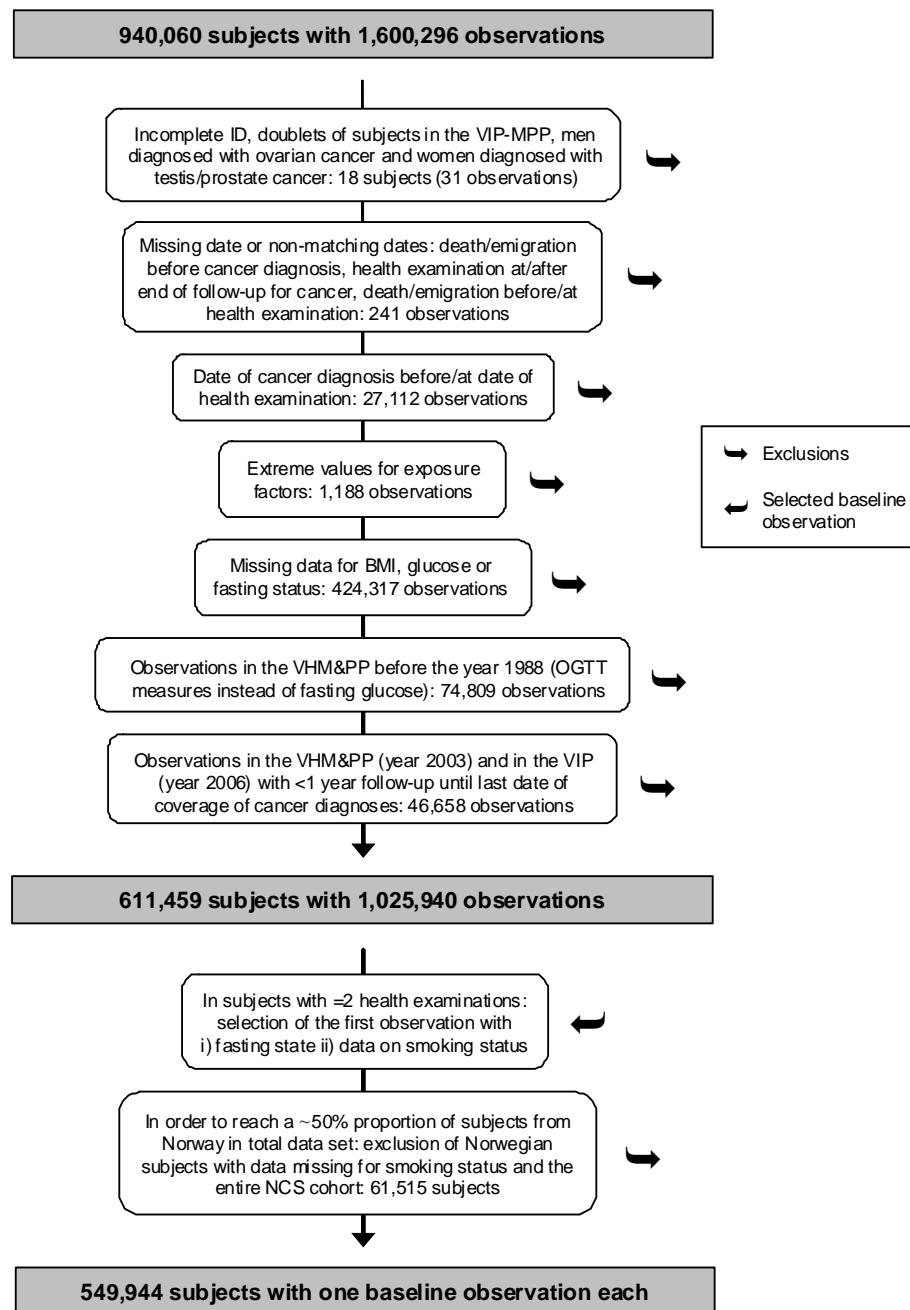 940,060 subjects with 1,600,296 observations
Incomplete ID, doublets of subjects in the VIP-MPP, men
diagnosed with ovarian cancer and women diagnosed with
testis/prostate cancer: 18 subjects (31 observations)
Missing date or non-matching dates: death/emigration
before cancer diagnosis, health examination at/after
end of follow-up for cancer, death/emigration before/at
health examination: 241 observations
Date of cancer diagnosis before/at date of
health examination: 27,112 observations
Extreme values for exposure
factors: 1,188 observations
Exclusions
Selected baseline
observation
Missing data for BMI, glucose or
fasting status: 424,317 observations
Observations in the VHM&PP before the year 1988 (OGTT
measures instead of fasting glucose): 74,809 observations
Observations in the VHM&PP (year 2003) and in the VIP
(year 2006) with <1 year follow-up until last date of
coverage of cancer diagnoses: 46,658 observations
611,459 subjects with 1,025,940 observations
In subjects with =2 health examinations:
selection of the first observation with
i) fasting state ii) data on smoking status
In order to reach a ~50% proportion of subjects from
Norway in total data set: exclusion of Norwegian
subjects with data missing for smoking status and the
entire NCS cohort: 61,515 subjects
549,944 subjects with one baseline observation each